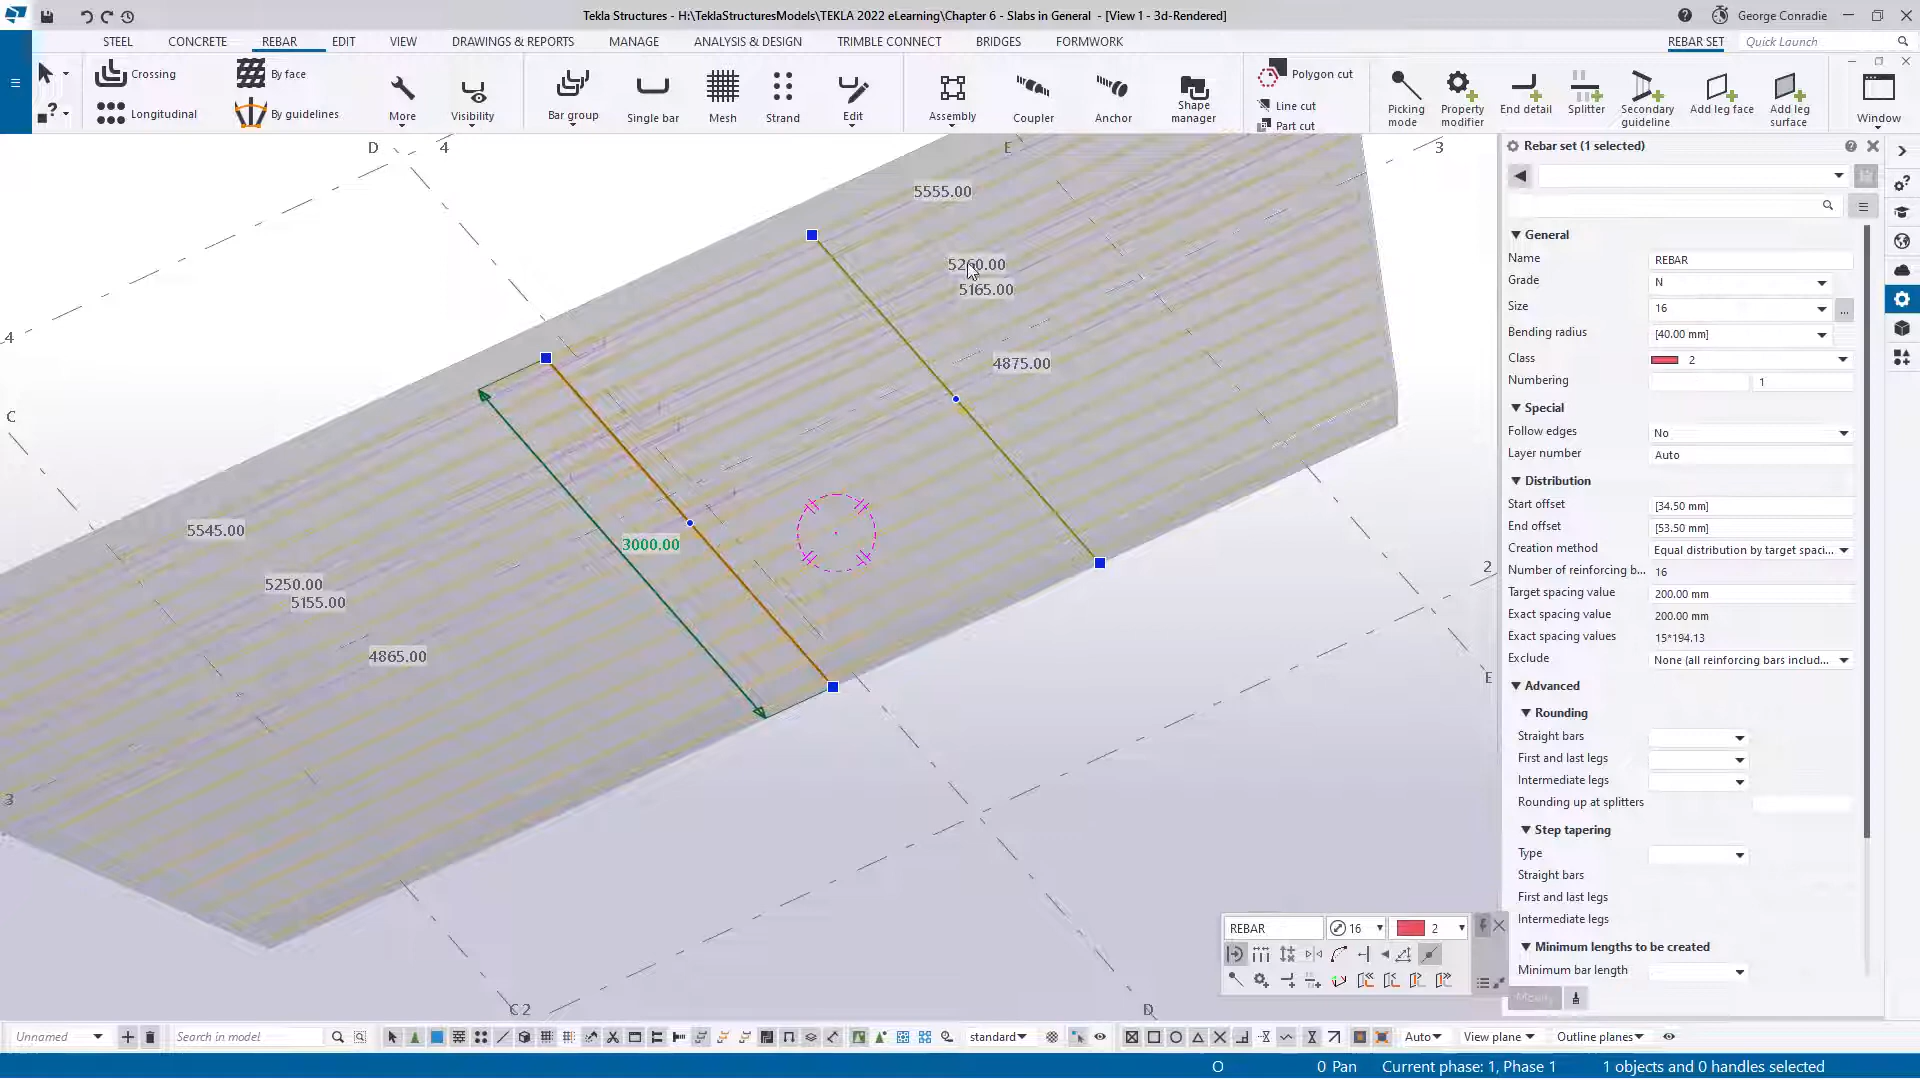 Tekla Structures - H:\TeklaStructuresModels\TEKLA 2022 eLearning\Chapter 6 - Slabs in General - [View 1 - 3d-Rendered]
George Conradie
STEEL CONCRETE REBAR EDIT VIEW DRAWINGS & REPORTS MANAGE ANALYSIS & DESIGN TRIMBLE CONNECT BRIDGES FORMWORK REBAR SET Quick Launch
Crossing
Longitudinal
By face
By guidelines
More
Visibility
Bar group
Single bar
Mesh
Strand
Edit
Assembly
Coupler
Anchor
Shape manager
Polygon cut
Line cut
Part cut
Picking mode
Property modifier
End detail
Splitter
Secondary guideline
Add leg face
Add leg surface
Window
D
4
E
3
5555.00
5260.00
5165.00
4875.00
4
C
5545.00
3000.00
5250.00
5155.00
4865.00
2
E
3
C 2
D
Rebar set (1 selected)
General
Name REBAR
Grade N
Size 16 ...
Bending radius [40.00 mm]
Class 2
Numbering 1
Special
Follow edges No
Layer number Auto
Distribution
Start offset [34.50 mm]
End offset [53.50 mm]
Creation method Equal distribution by target spaci...
Number of reinforcing b... 16
Target spacing value 200.00 mm
Exact spacing value 200.00 mm
Exact spacing values 15*194.13
Exclude None (all reinforcing bars includ...
Advanced
Rounding
Straight bars
First and last legs
Intermediate legs
Rounding up at splitters
Step tapering
Type
Straight bars
First and last legs
Intermediate legs
Minimum lengths to be created
Minimum bar length
Modify
REBAR 16 2
Unnamed Search in model standard Auto View plane Outline planes
O 0 Pan Current phase: 1, Phase 1 1 objects and 0 handles selected